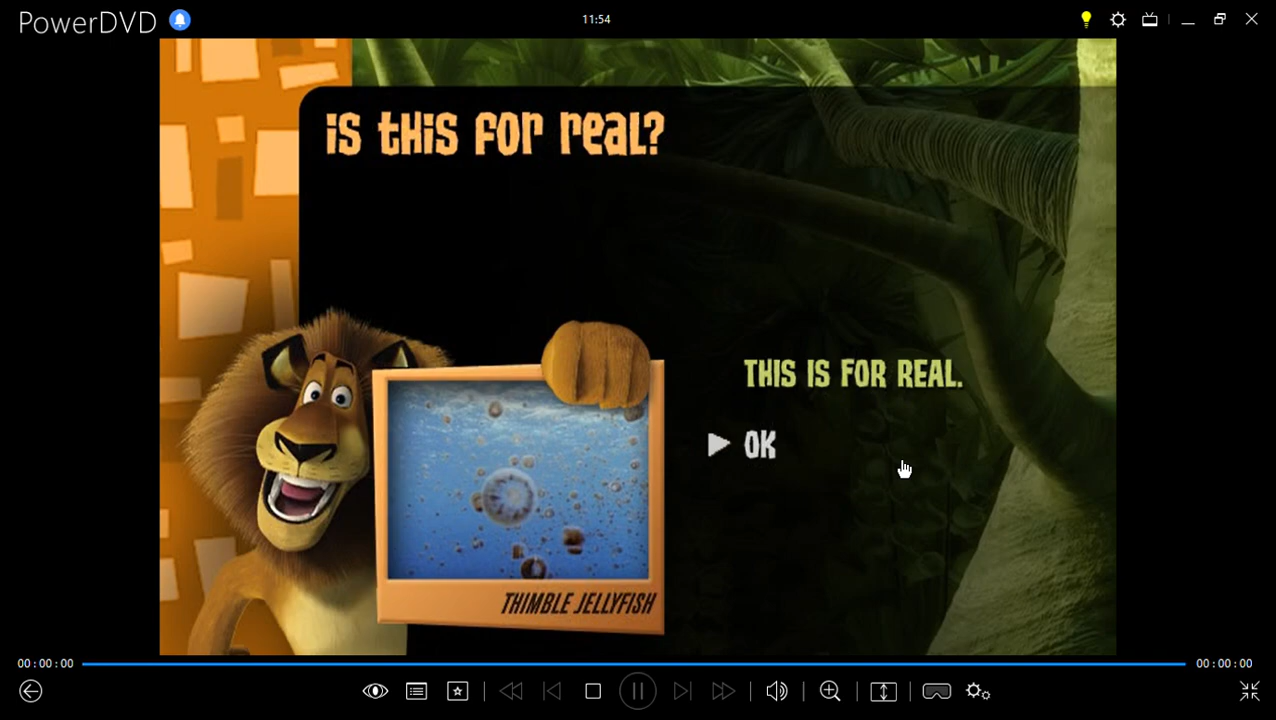 PowerDVD
11:54
is this for real?
THIS IS FOR REAL.
OK
THIMBLE JELLYFISH
00:00:00
00:00:00